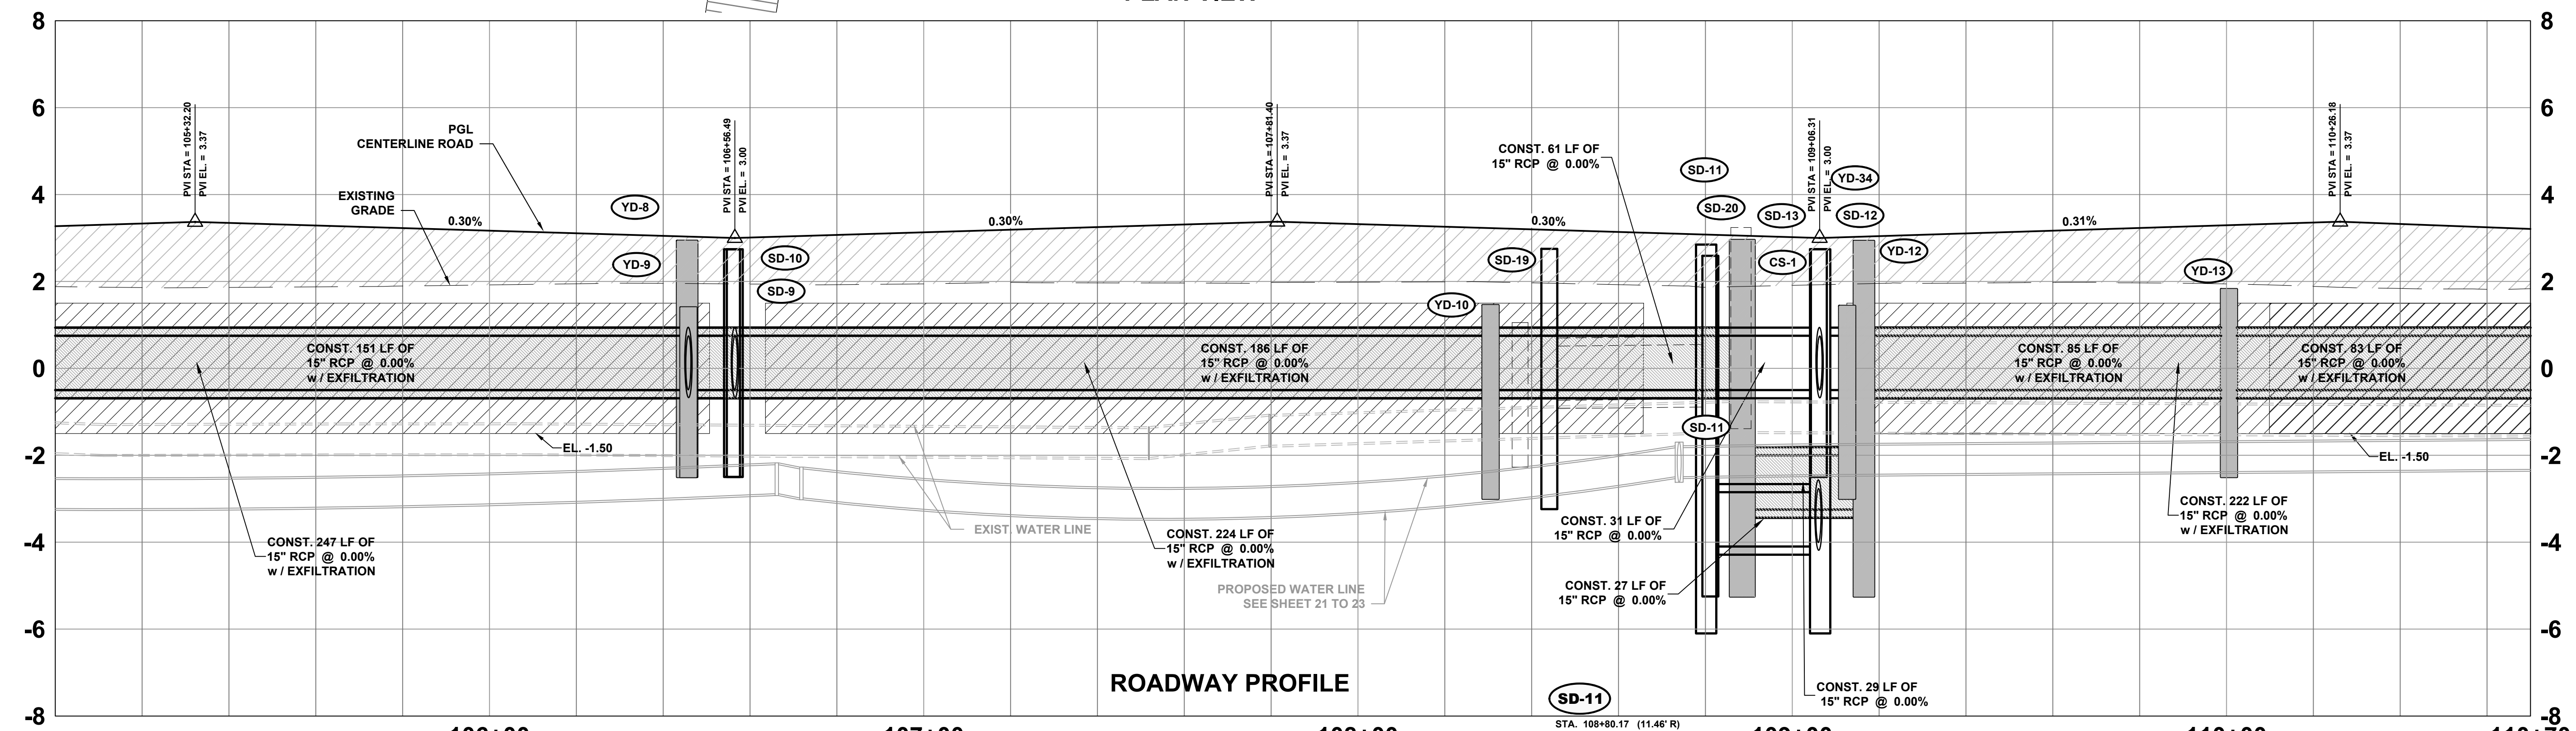 8
8
6
6
4
4
2
2
0
0
-2
-2
-4
-4
-6
-6
-8
-8
PVI STA = 105+32.20
PVI EL. = 3.37
PGL
CENTERLINE ROAD
EXISTING
GRADE
0.30%
YD-8
YD-9
PVI STA = 106+56.49
PVI EL. = 3.00
SD-10
SD-9
0.30%
PVI STA = 107+81.40
PVI EL. = 3.37
CONST. 61 LF OF
15" RCP @ 0.00%
0.30%
SD-19
YD-10
SD-11
SD-20
SD-13
CS-1
PVI STA = 109+06.31
PVI EL. = 3.00
YD-34
SD-12
YD-12
0.31%
YD-13
PVI STA = 110+26.18
PVI EL. = 3.37
CONST. 151 LF OF
15" RCP @ 0.00%
w / EXFILTRATION
CONST. 186 LF OF
15" RCP @ 0.00%
w / EXFILTRATION
CONST. 85 LF OF
15" RCP @ 0.00%
w / EXFILTRATION
CONST. 83 LF OF
15" RCP @ 0.00%
w / EXFILTRATION
SD-11
EL. -1.50
EL. -1.50
CONST. 247 LF OF
15" RCP @ 0.00%
w / EXFILTRATION
EXIST. WATER LINE
CONST. 224 LF OF
15" RCP @ 0.00%
w / EXFILTRATION
PROPOSED WATER LINE
SEE SHEET 21 TO 23
CONST. 31 LF OF
15" RCP @ 0.00%
CONST. 27 LF OF
15" RCP @ 0.00%
CONST. 222 LF OF
15" RCP @ 0.00%
w / EXFILTRATION
CONST. 29 LF OF
15" RCP @ 0.00%
ROADWAY PROFILE
SD-11
STA. 108+80.17 (11.46' R)